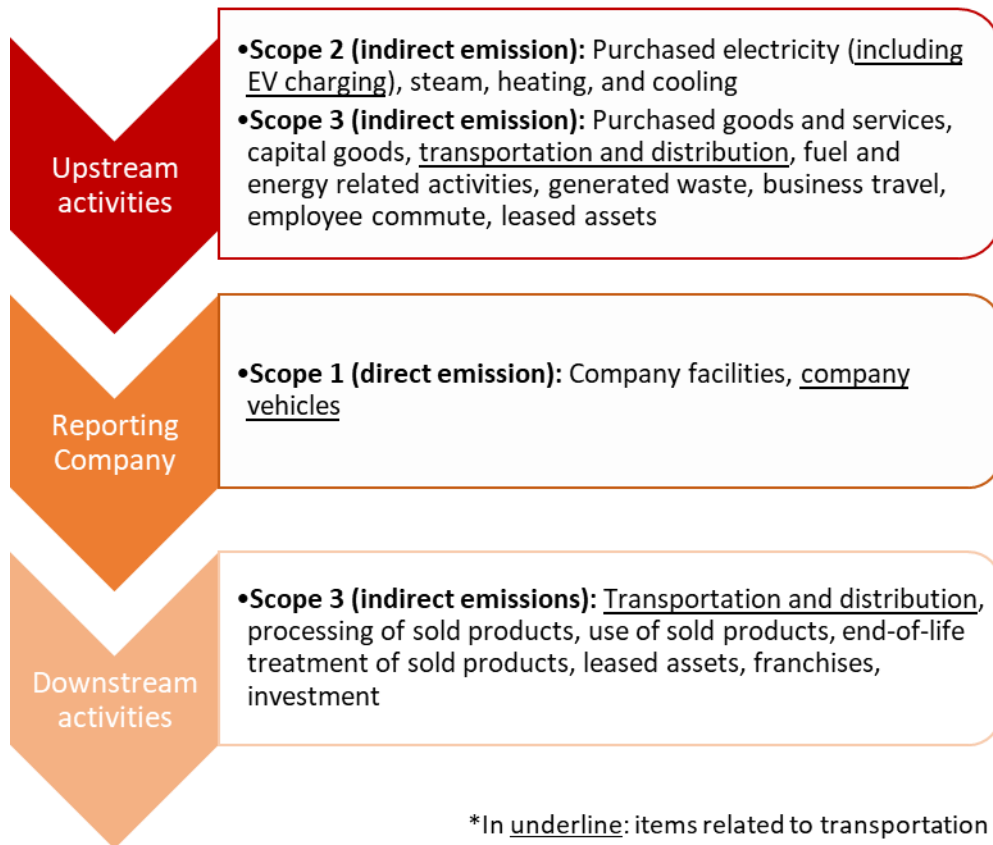 Upstream
activities
•Scope 2 (indirect emission): Purchased electricity (including
EV charging), steam, heating, and cooling
•Scope 3 (indirect emission): Purchased goods and services,
capital goods, transportation and distribution, fuel and
energy related activities, generated waste, business travel,
employee commute, leased assets
Reporting
Company
•Scope 1 (direct emission): Company facilities, company
vehicles
Downstream
activities
•Scope 3 (indirect emissions): Transportation and distribution,
processing of sold products, use of sold products, end-of-life
treatment of sold products, leased assets, franchises,
investment
*In underline: items related to transportation